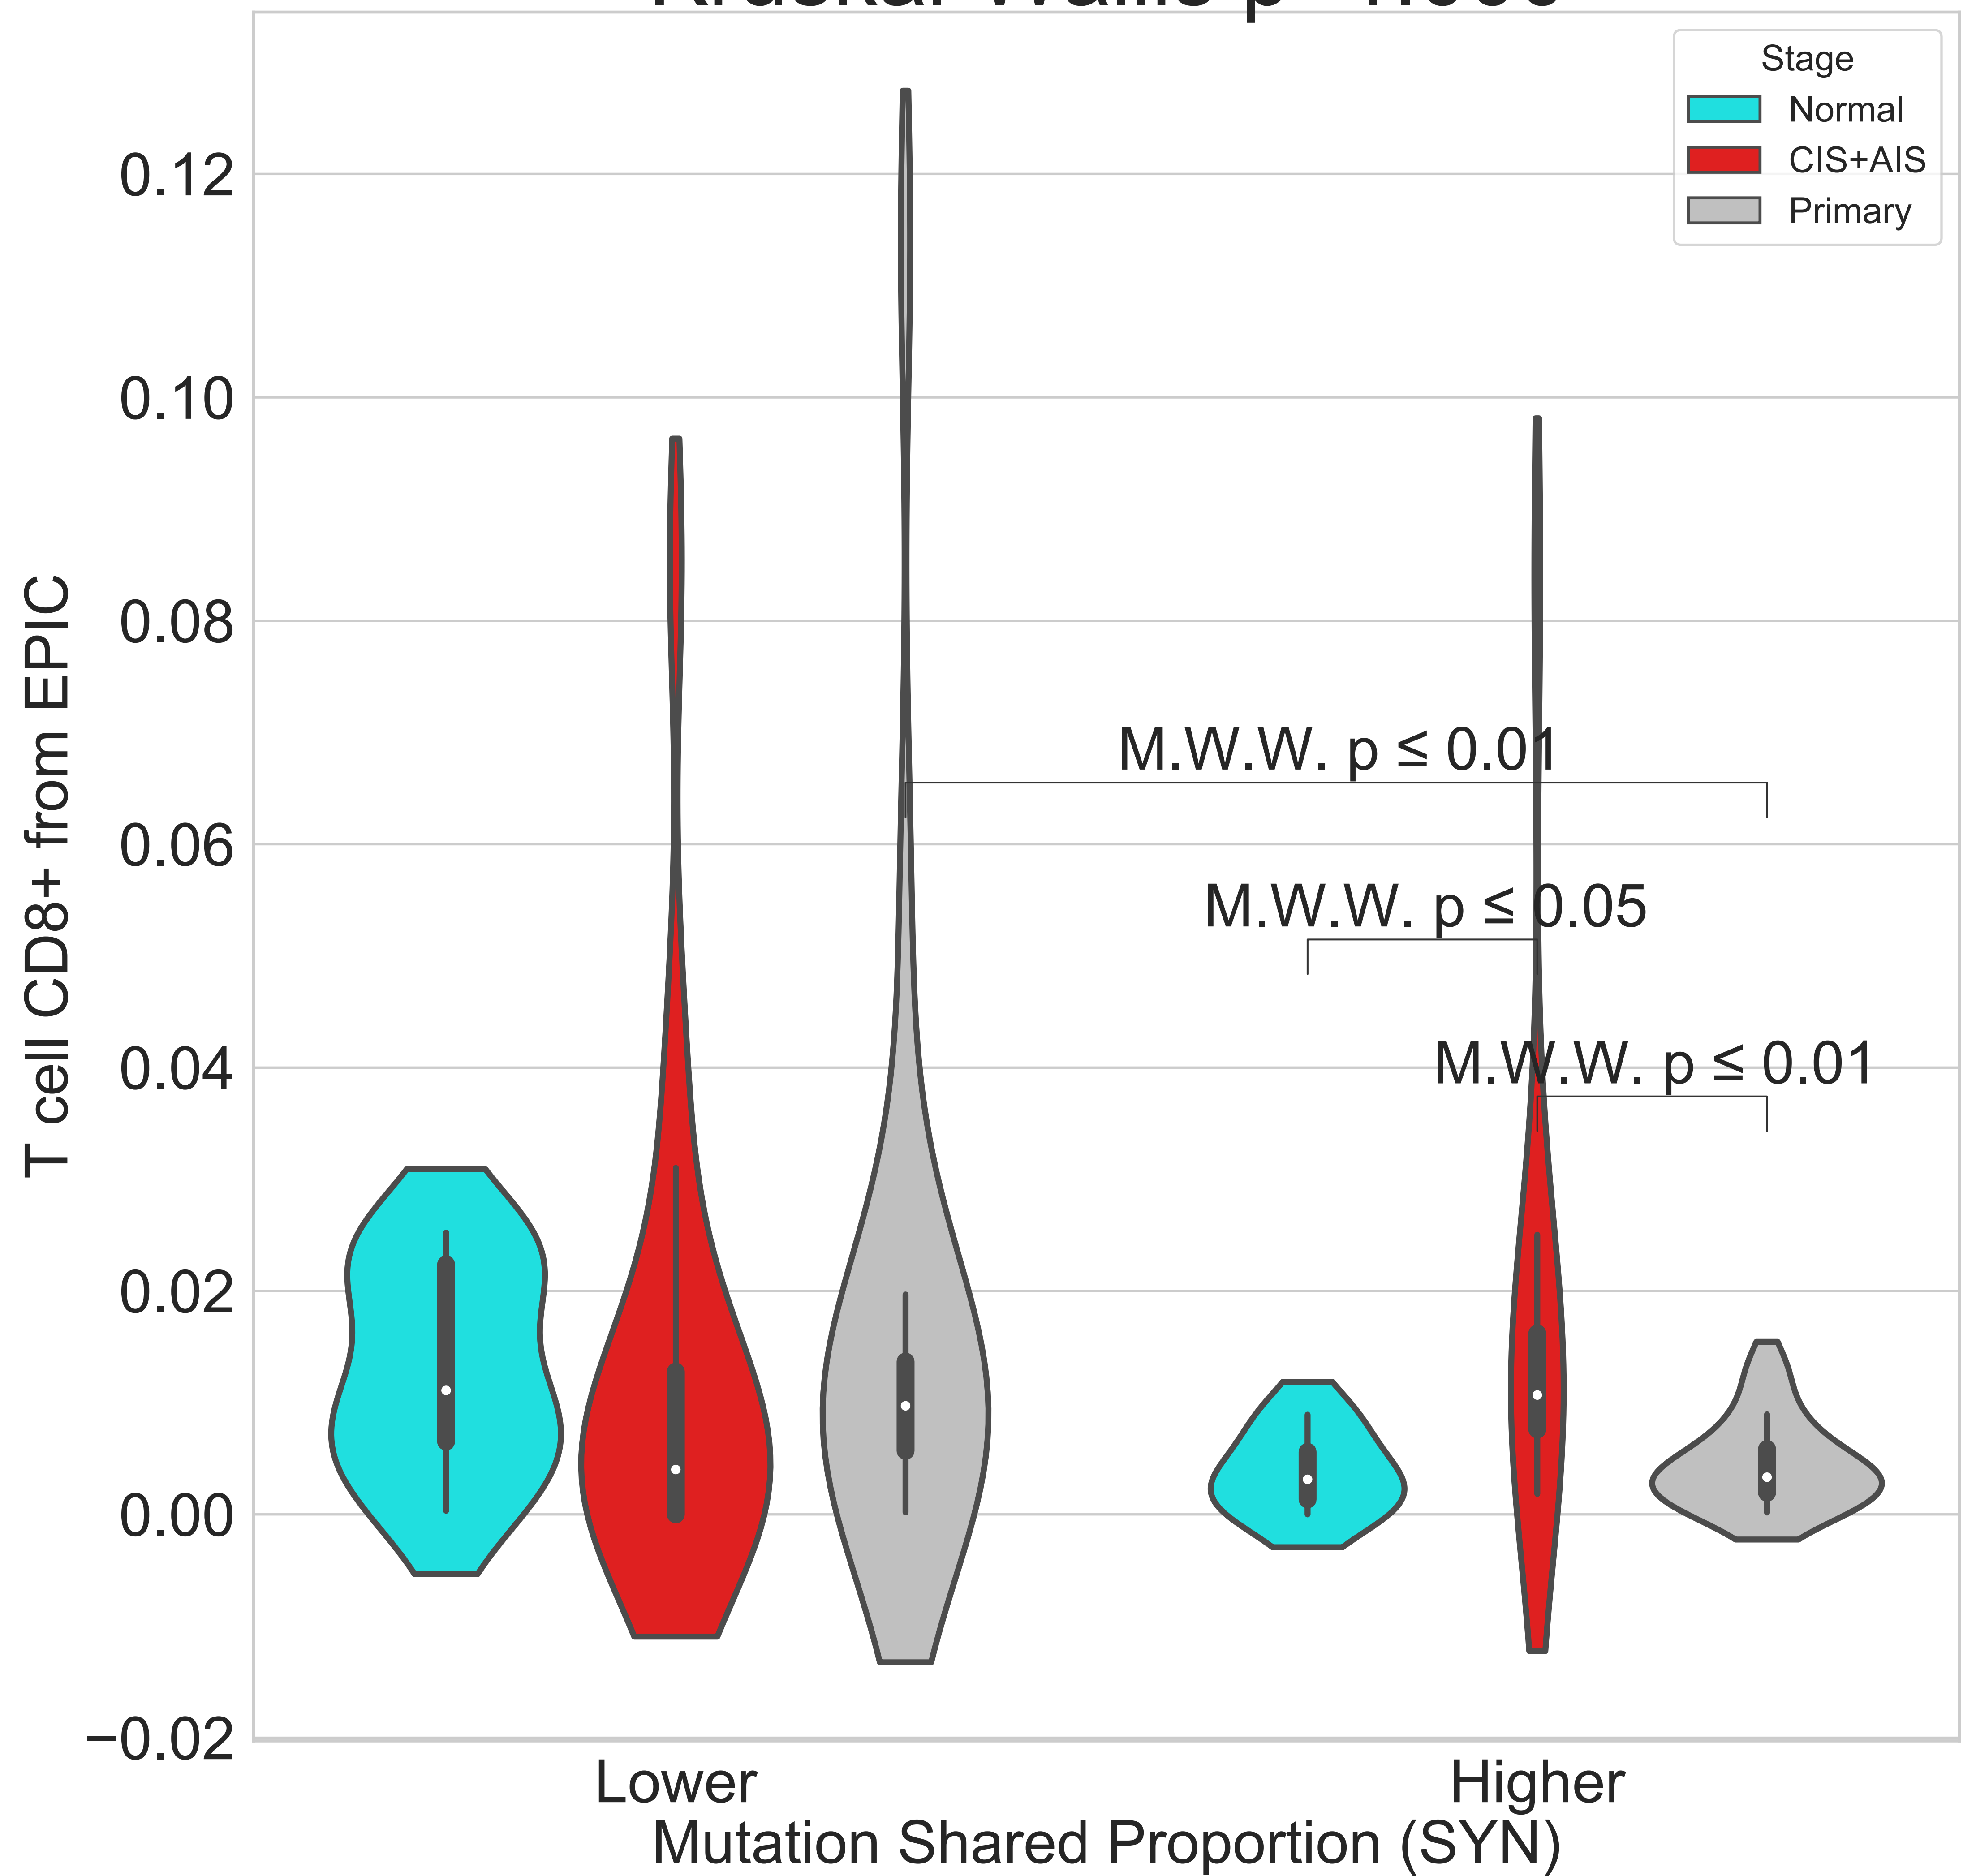 Stage
Normal
CIS+AIS
Primary
0.12
0.10
0.08
0.06
0.04
0.02
0.00
−0.02
T cell CD8+ from EPIC
M.W.W. p ≤ 0.01
M.W.W. p ≤ 0.05
M.W.W. p ≤ 0.01
Lower
Higher
Mutation Shared Proportion (SYN)